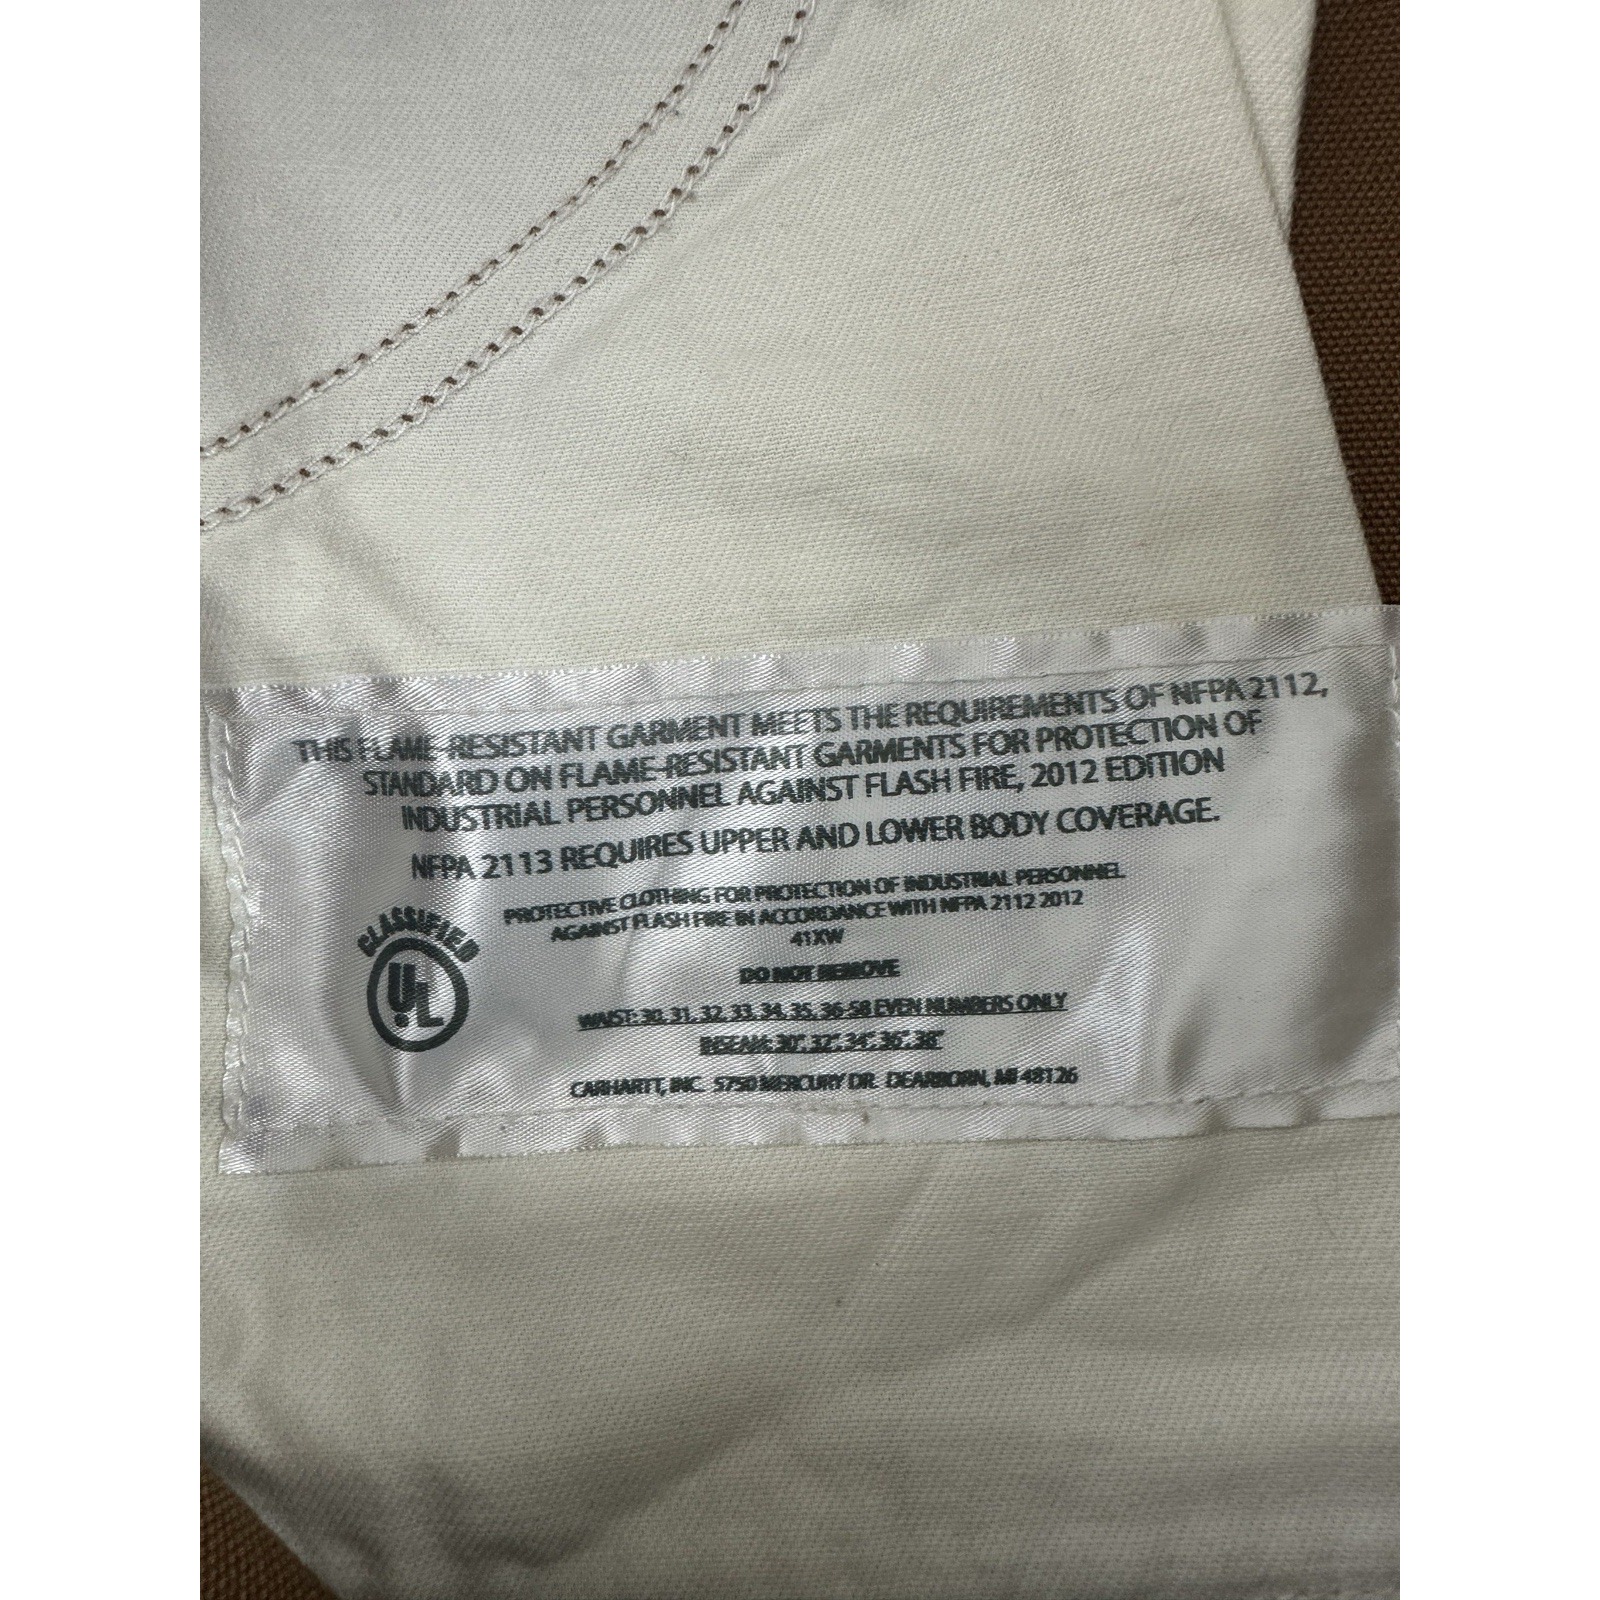 THIS FLAME-RESISTANT GARMENT MEETS THE REQUIREMENTS OF NFPA 2112,
STANDARD ON FLAME-RESISTANT GARMENTS FOR PROTECTION OF
INDUSTRIAL PERSONNEL AGAINST FLASH FIRE, 2012 EDITION
NFPA 2113 REQUIRES UPPER AND LOWER BODY COVERAGE.
PROTECTIVE CLOTHING FOR PROTECTION OF INDUSTRIAL PERSONNEL
AGAINST FLASH FIRE IN ACCORDANCE WITH NFPA 2112 2012
41XW
CLASSIFIED
UL
DO NOT REMOVE
WAIST: 30, 31, 32, 33, 34, 35, 36-58 EVEN NUMBERS ONLY
INSEAM: 30", 32", 34", 36", 38"
CARHARTT, INC. 5750 MERCURY DR. DEARBORN, MI 48126